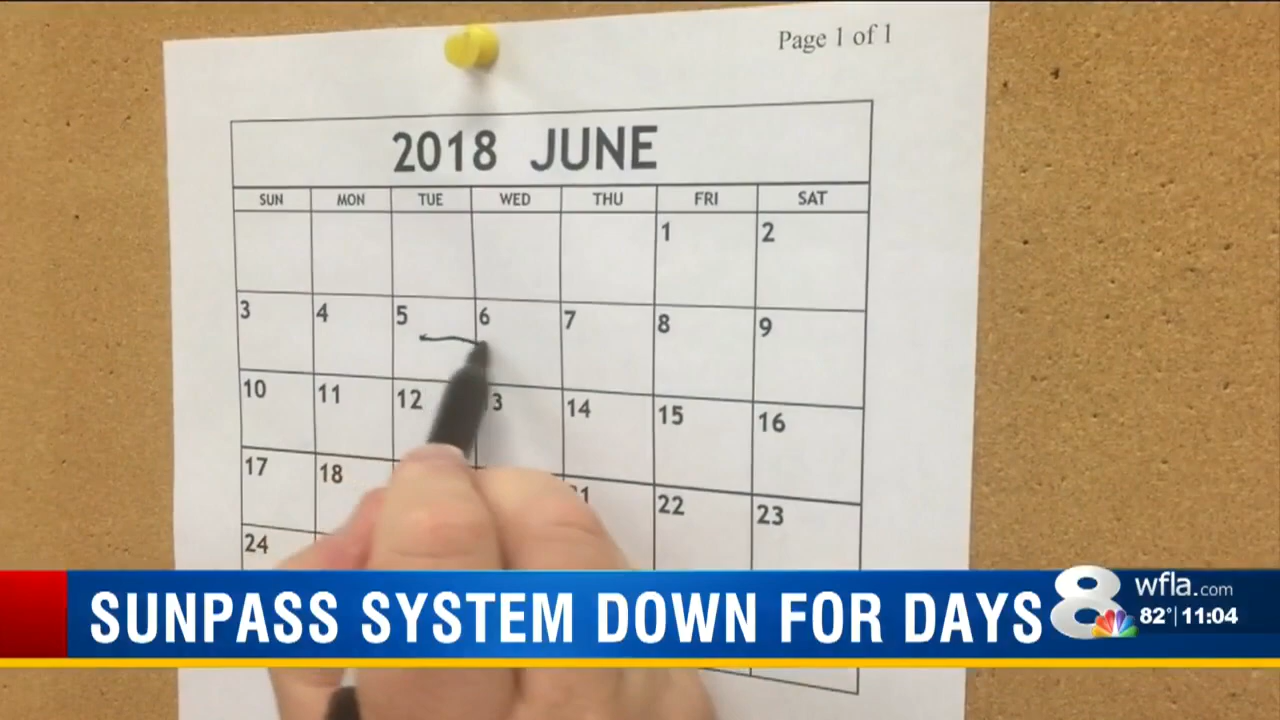 Page 1 of 1
2018 JUNE
SUN MON TUE WED THU FRI SAT
1 2
3 4 5 6 7 8 9
10 11 12 3 14 15 16
17 18 1 22 23
24
SUNPASS SYSTEM DOWN FOR DAYS
8 wfla.com
82° | 11:04